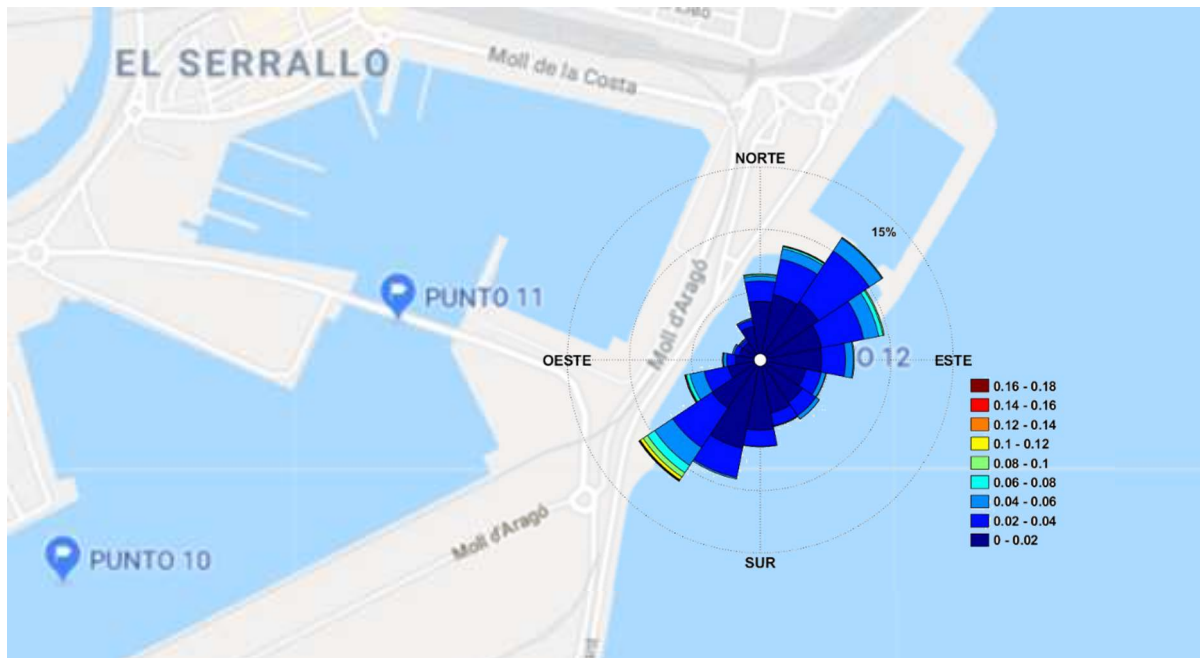 EL SERRALLO
Moll de la Costa
NORTE
15%
Moll d'Aragó
PUNTO 11
OESTE
O 12
ESTE
0.16 - 0.18
0.14 - 0.16
0.12 - 0.14
0.1 - 0.12
0.08 - 0.1
0.06 - 0.08
0.04 - 0.06
0.02 - 0.04
0 - 0.02
Moll d'Aragó
PUNTO 10
SUR